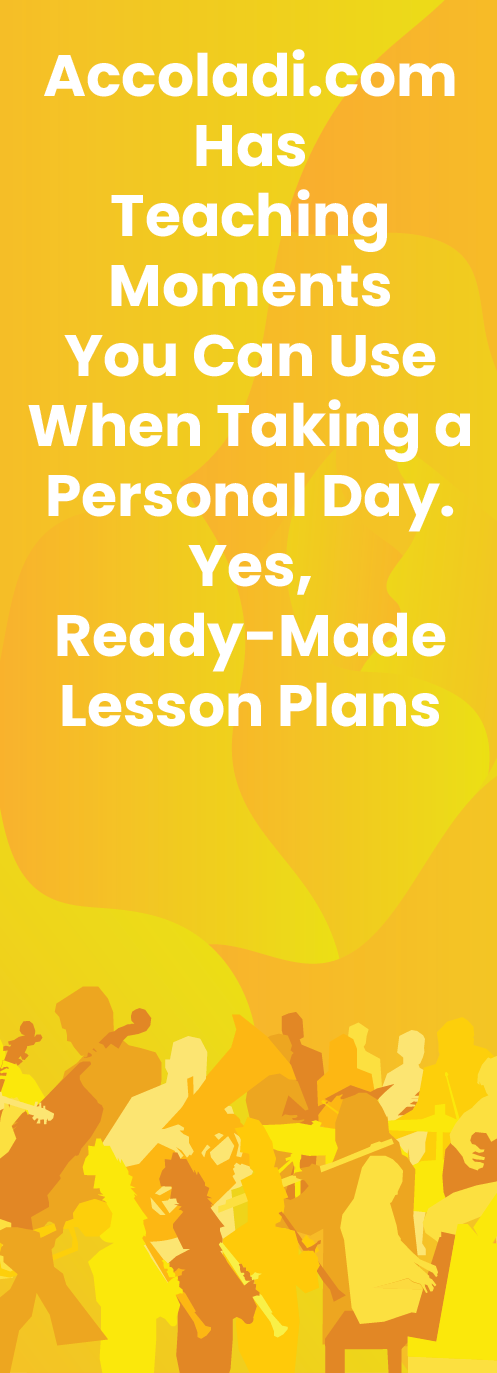 Accoladi.com
Has
Teaching
Moments
You Can Use
When Taking a
Personal Day.
Yes,
Ready-Made
Lesson Plans